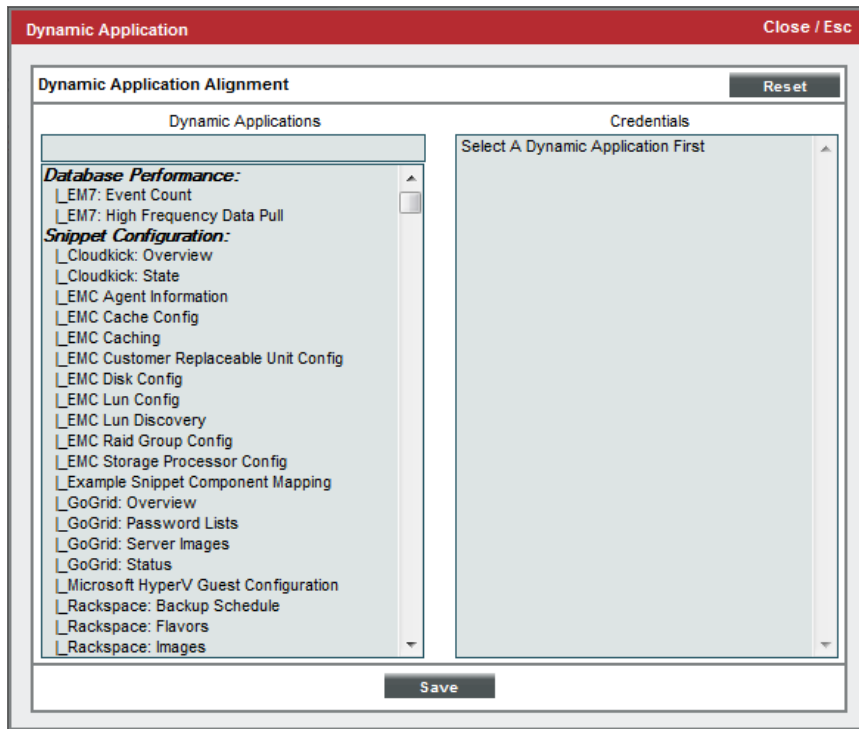 Dynamic Application Close / Esc
Dynamic Application Alignment Reset
Dynamic Applications
Database Performance:
|_EM7: Event Count
|_EM7: High Frequency Data Pull
Snippet Configuration:
|_Cloudkick: Overview
|_Cloudkick: State
|_EMC Agent Information
|_EMC Cache Config
|_EMC Caching
|_EMC Customer Replaceable Unit Config
|_EMC Disk Config
|_EMC Lun Config
|_EMC Lun Discovery
|_EMC Raid Group Config
|_EMC Storage Processor Config
|_Example Snippet Component Mapping
|_GoGrid: Overview
|_GoGrid: Password Lists
|_GoGrid: Server Images
|_GoGrid: Status
|_Microsoft HyperV Guest Configuration
|_Rackspace: Backup Schedule
|_Rackspace: Flavors
|_Rackspace: Images
Credentials
Select A Dynamic Application First
Save